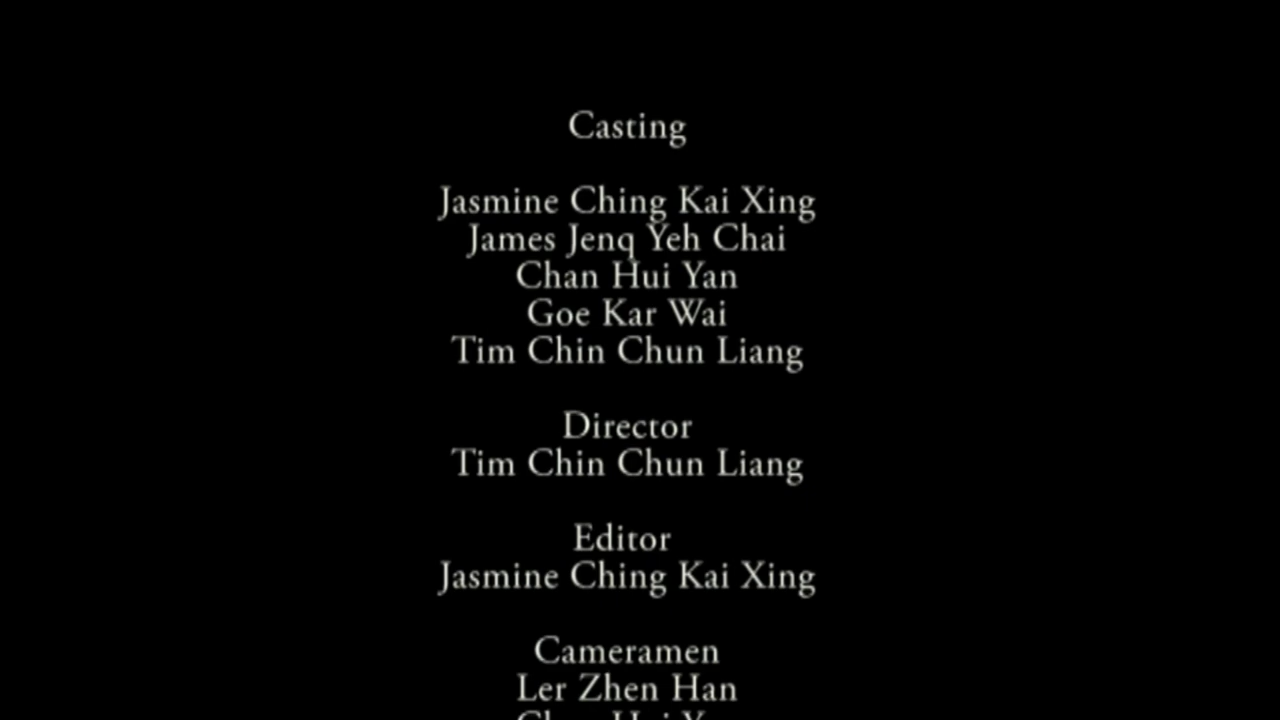 Casting
Jasmine Ching Kai Xing
James Jenq Yeh Chai
Chan Hui Yan
Goe Kar Wai
Tim Chin Chun Liang
Director
Tim Chin Chun Liang
Editor
Jasmine Ching Kai Xing
Cameramen
Ler Zhen Han